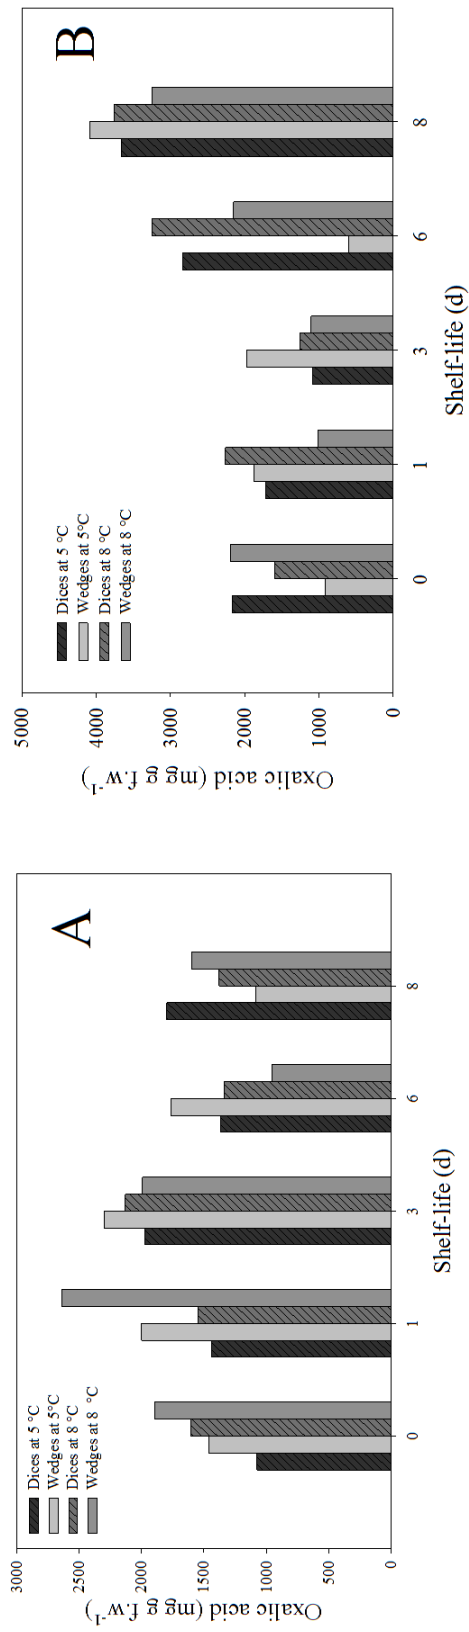 A
Dices at 5 °C
Wedges at 5°C
Dices at 8 °C
Wedges at 8 °C
3000
2500
2000
1500
1000
500
0
Oxalic acid (mg g f.w-1)
0 1 3 6 8
Shelf-life (d)
B
Dices at 5 °C
Wedges at 5°C
Dices at 8 °C
Wedges at 8 °C
5000
4000
3000
2000
1000
0
Oxalic acid (mg g f.w-1)
0 1 3 6 8
Shelf-life (d)